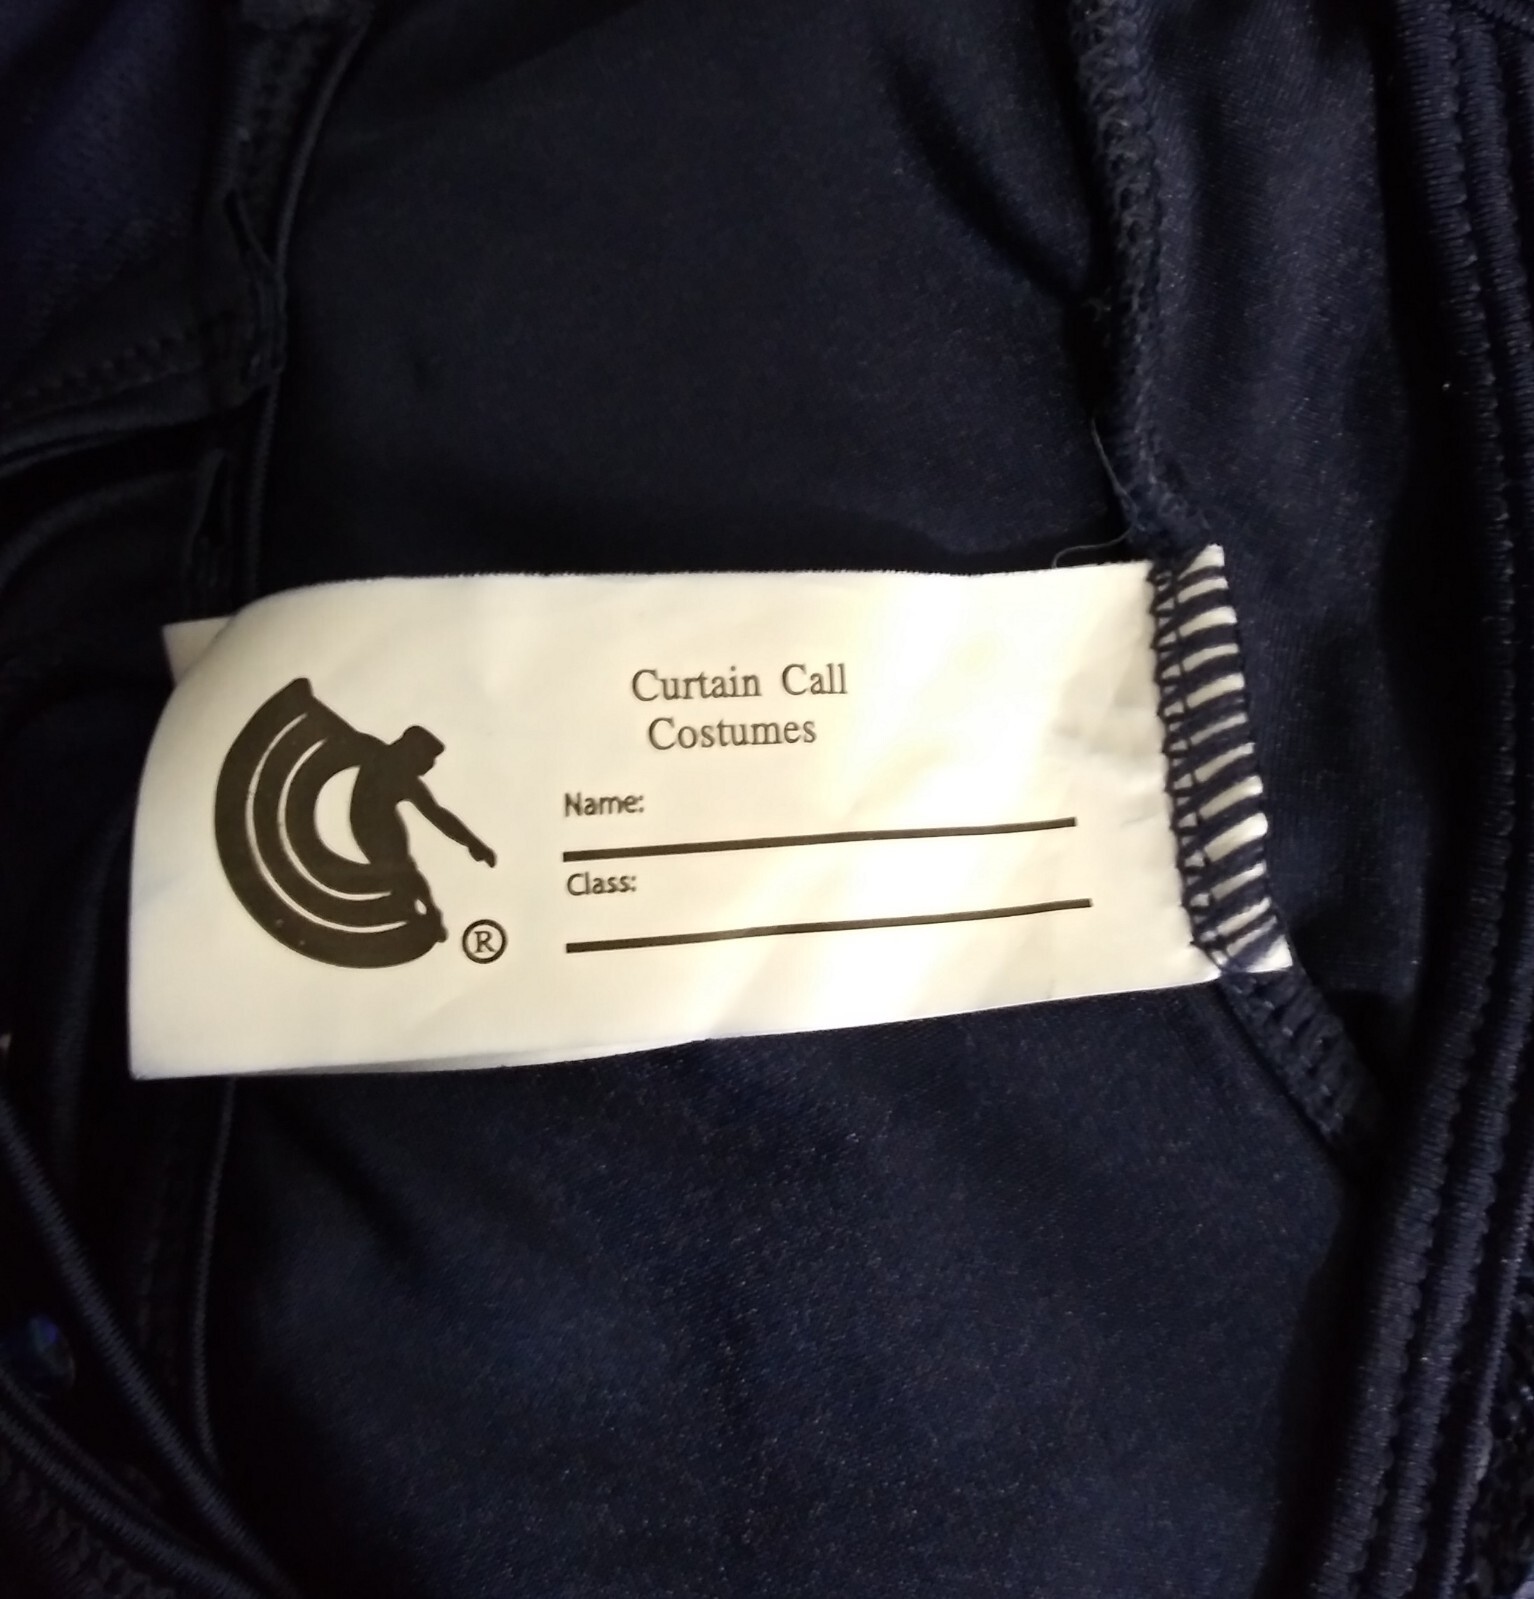 Curtain Call
Costumes
Name:
Class:
®